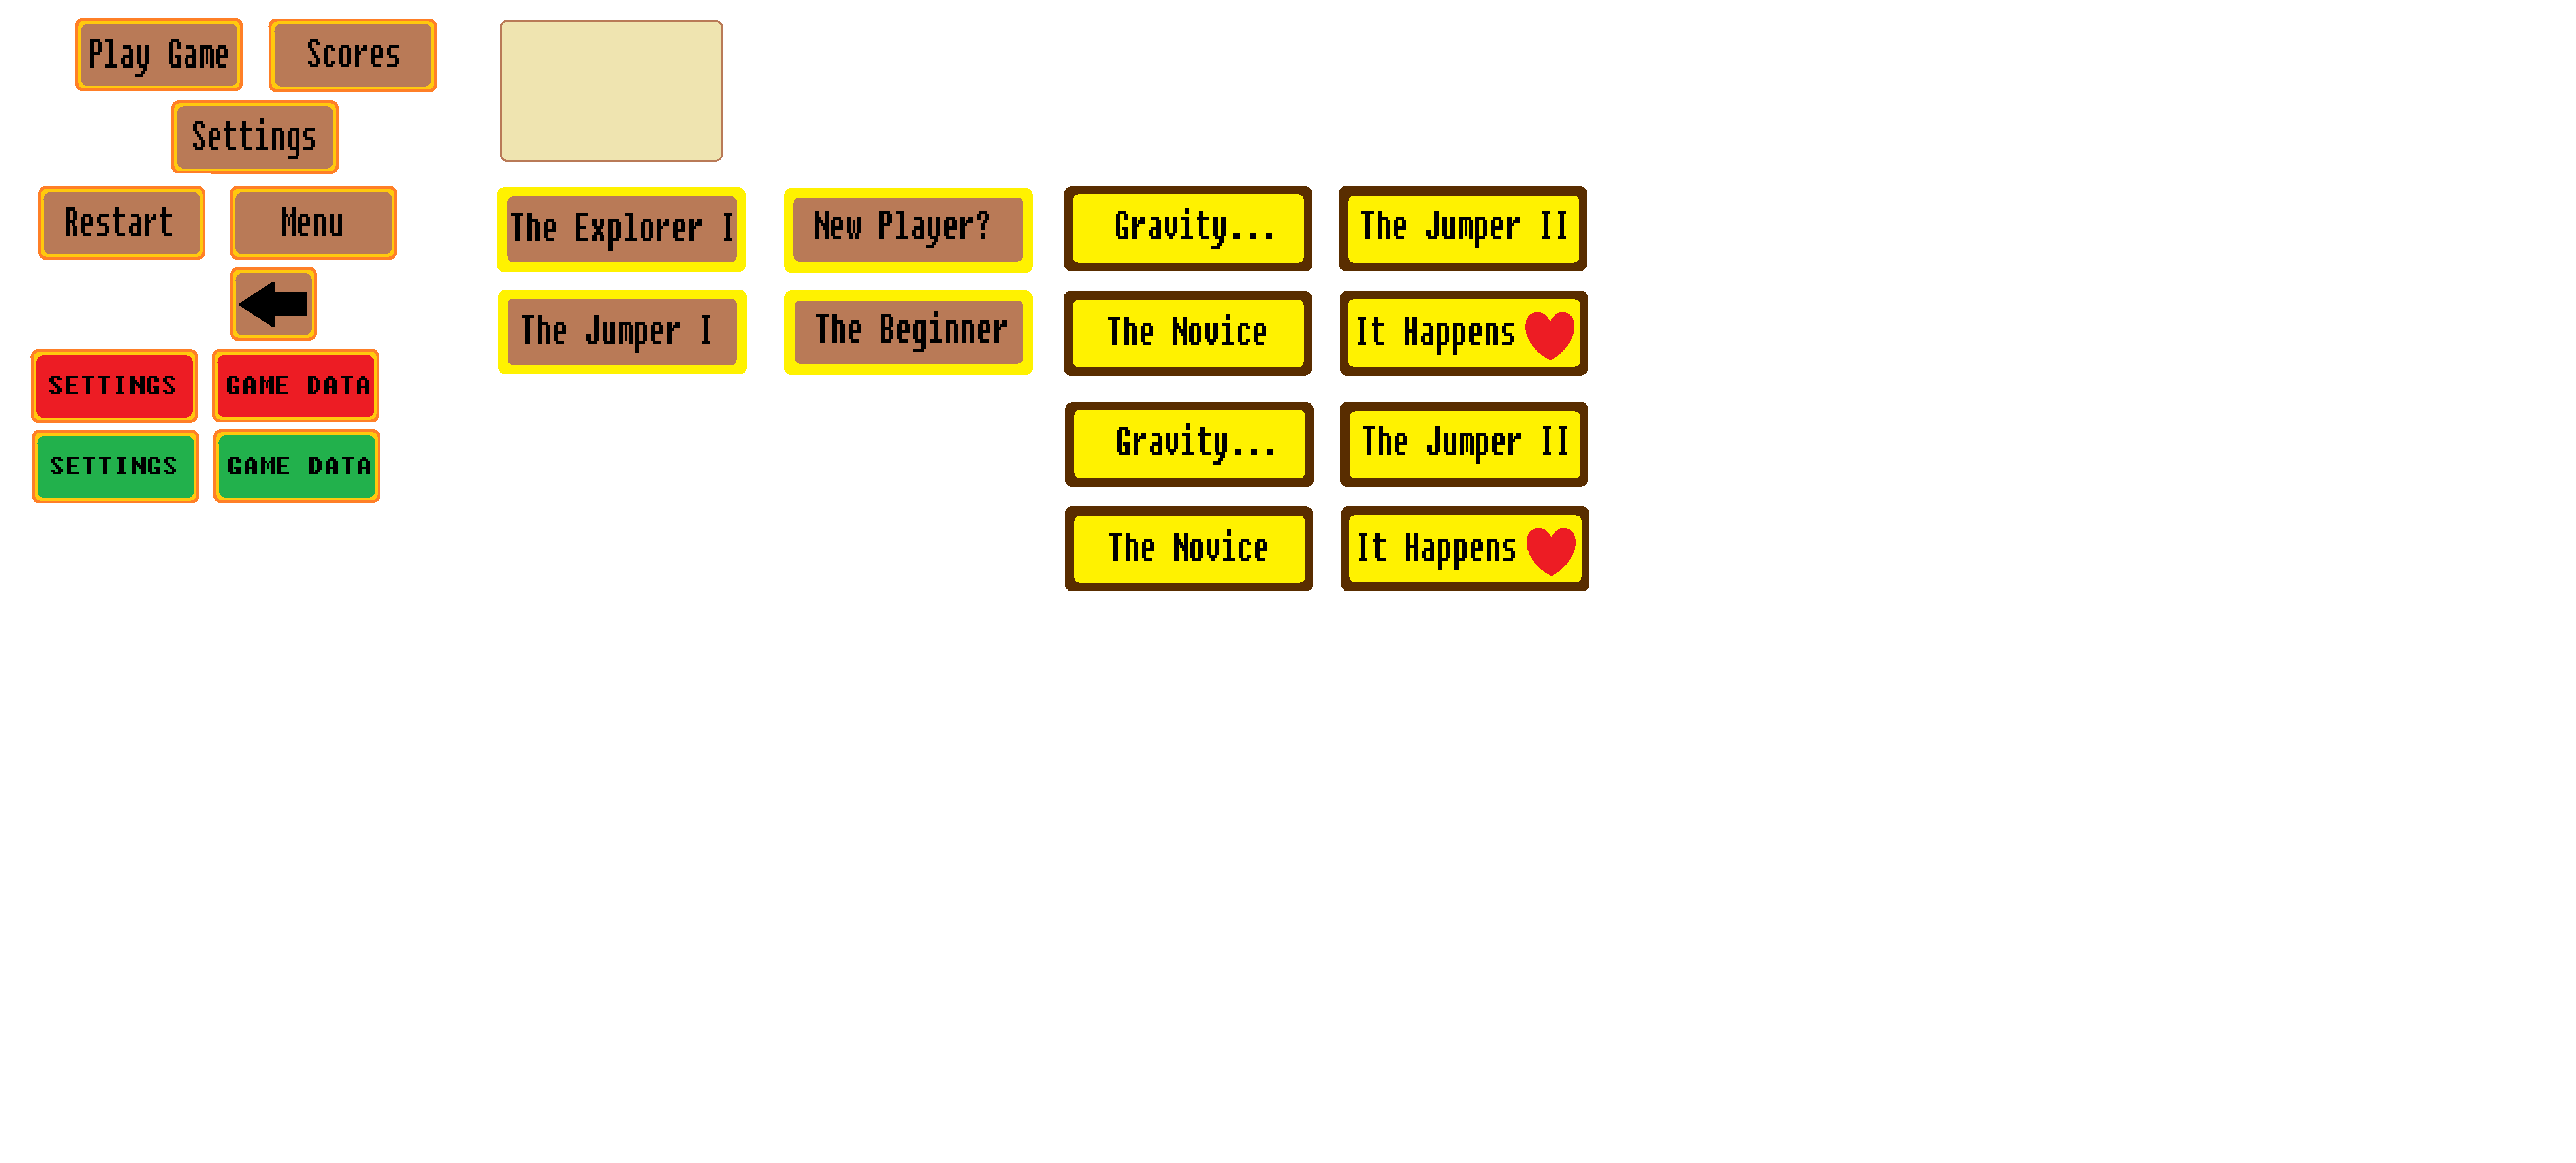 Play Game
Scores
Settings
Restart
Menu
SETTINGS
GAME DATA
SETTINGS
GAME DATA
The Explorer I
New Player?
Gravity...
The Jumper II
The Jumper I
The Beginner
The Novice
It Happens
Gravity...
The Jumper II
The Novice
It Happens